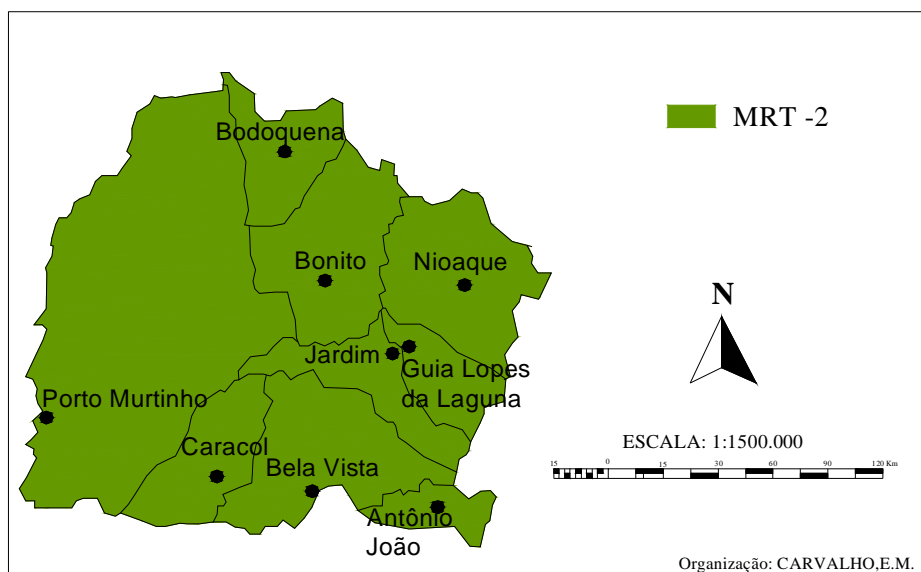 MRT -2
Bodoquena
Bonito
Nioaque
N
Jardim
Guia Lopes
da Laguna
Porto Murtinho
Caracol
Bela Vista
Antônio
João
ESCALA: 1:1500.000
15 0 15 30 60 90 120 Km
Organização: CARVALHO,E.M.